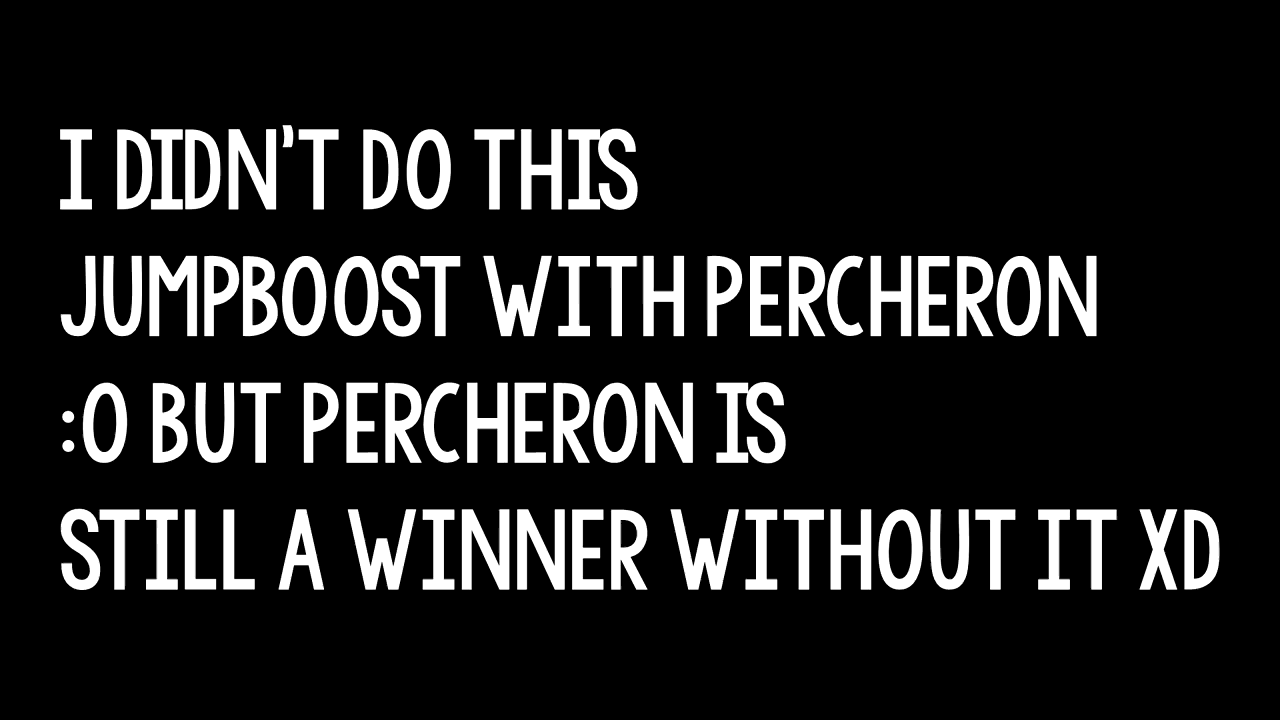 I DIDN'T DO THIS
JUMPBOOST WITH PERCHERON
:O BUT PERCHERON IS
STILL A WINNER WITHOUT IT XD